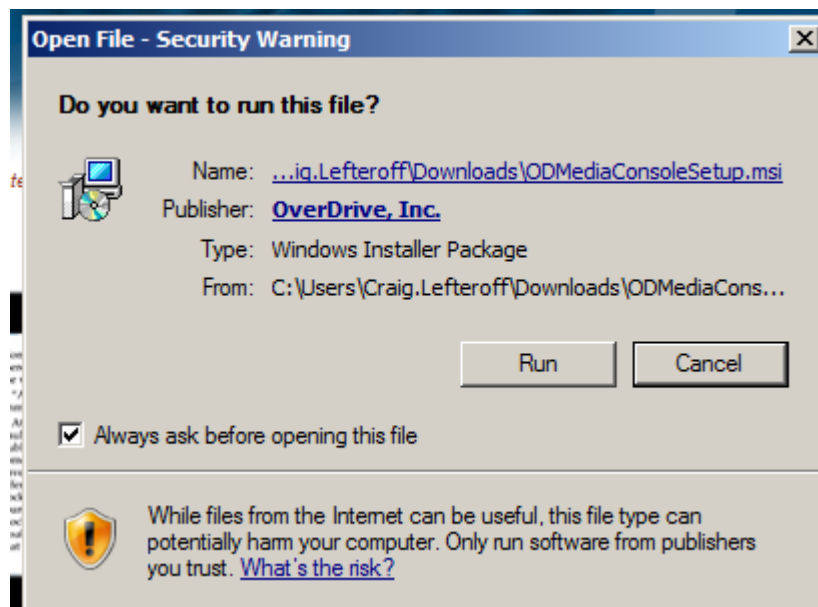 Open File - Security Warning
Do you want to run this file?
Name: ...ig.Lefteroff\Downloads\ODMediaConsoleSetup.msi
Publisher: OverDrive, Inc.
Type: Windows Installer Package
From: C:\Users\Craig.Lefteroff\Downloads\ODMediaCons...
Run Cancel
Always ask before opening this file
While files from the Internet can be useful, this file type can
potentially harm your computer. Only run software from publishers
you trust. What's the risk?